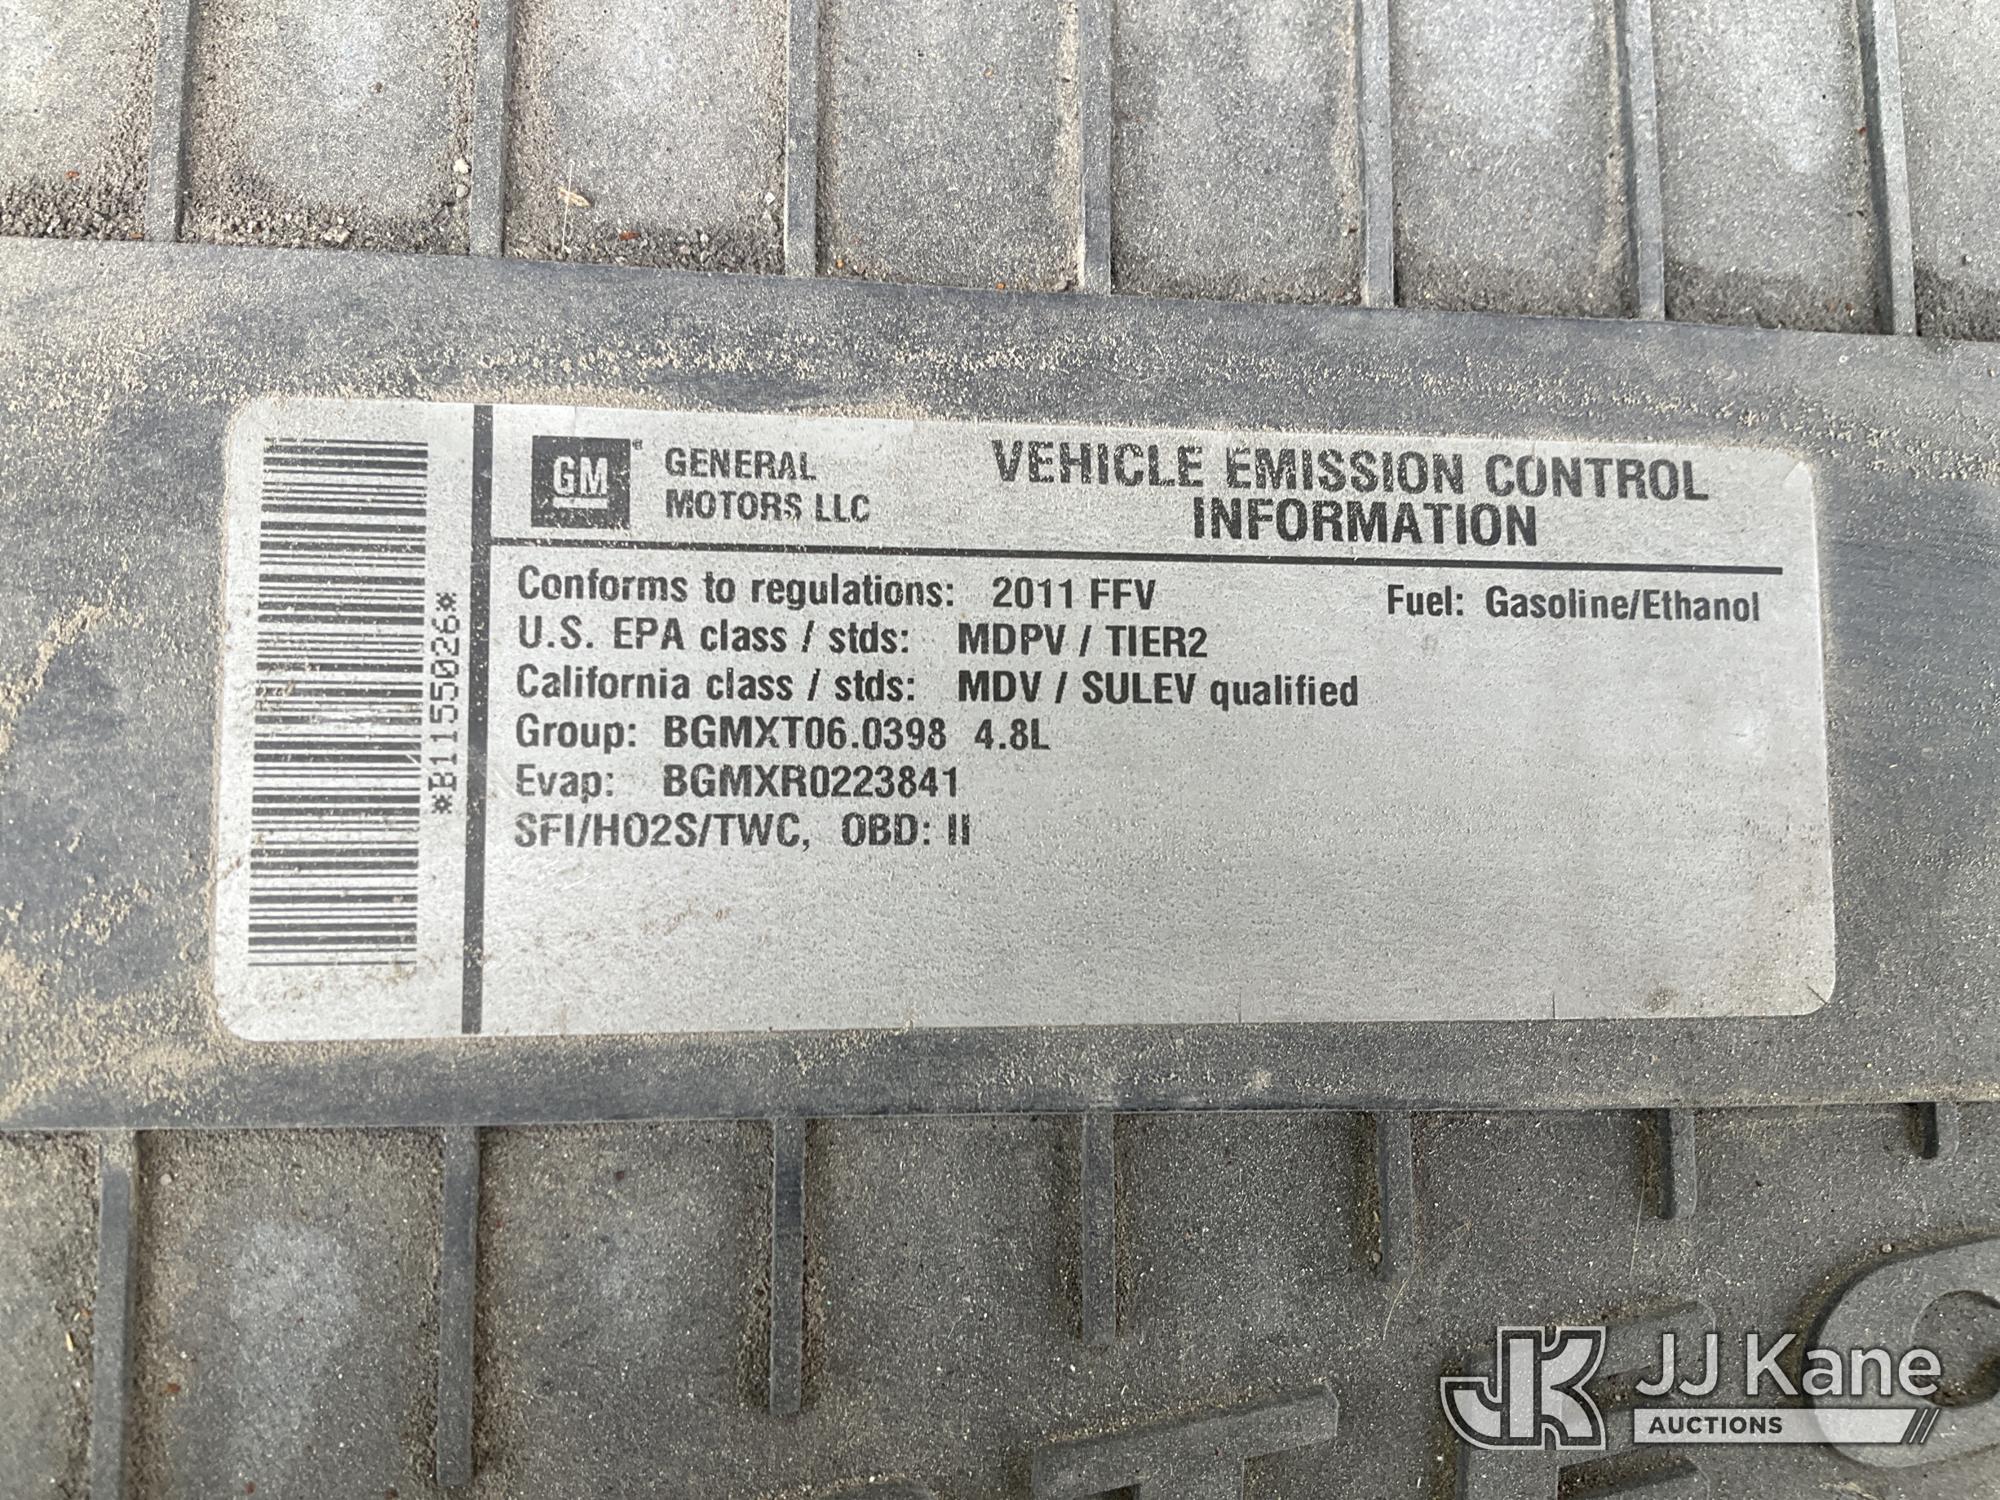 GM
GENERAL
MOTORS LLC
VEHICLE EMISSION CONTROL
INFORMATION
Conforms to regulations: 2011 FFV
Fuel: Gasoline/Ethanol
U.S. EPA class / stds: MDPV / TIER2
California class / stds: MDV / SULEV qualified
Group: BGMXT06.0398 4.8L
Evap: BGMXR0223841
SFI/HO2S/TWC, OBD: II
*B1155026*
JK JJ Kane
AUCTIONS